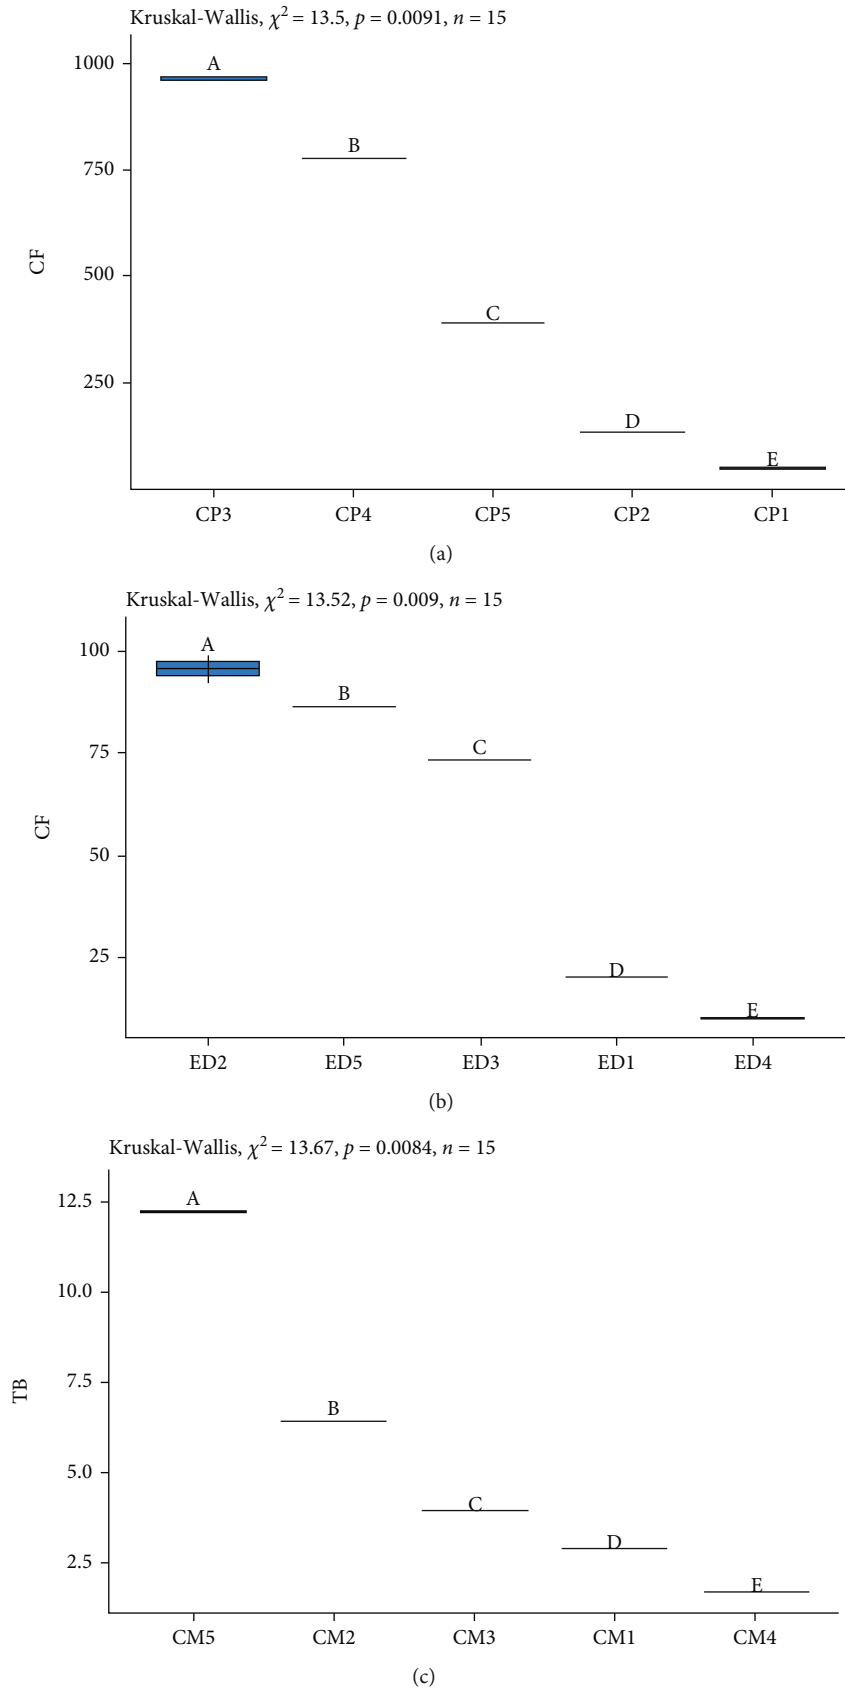 Kruskal-Wallis, χ² = 13.5, p = 0.0091, n = 15
1000
A
B
750
CF
500
C
250
D
E
CP3 CP4 CP5 CP2 CP1
(a)
Kruskal-Wallis, χ² = 13.52, p = 0.009, n = 15
100
A
B
75
C
CF
50
25
D
E
ED2 ED5 ED3 ED1 ED4
(b)
Kruskal-Wallis, χ² = 13.67, p = 0.0084, n = 15
12.5
A
10.0
7.5
TB
B
5.0
C
D
2.5
E
CM5 CM2 CM3 CM1 CM4
(c)